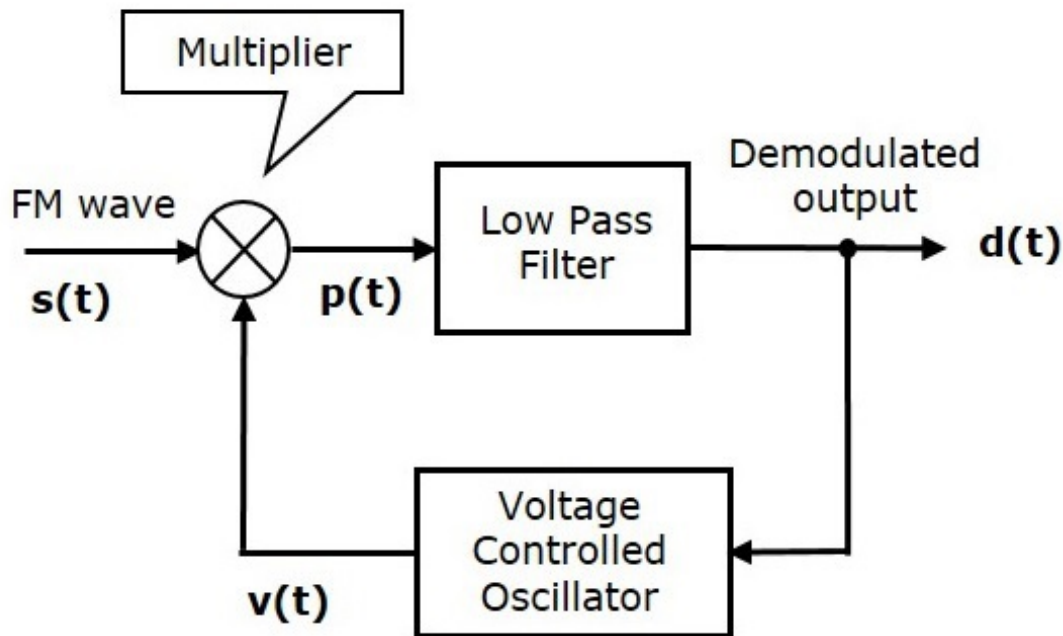 Multiplier
FM wave
s(t)
p(t)
Low Pass
Filter
Demodulated
output
d(t)
Voltage
Controlled
Oscillator
v(t)